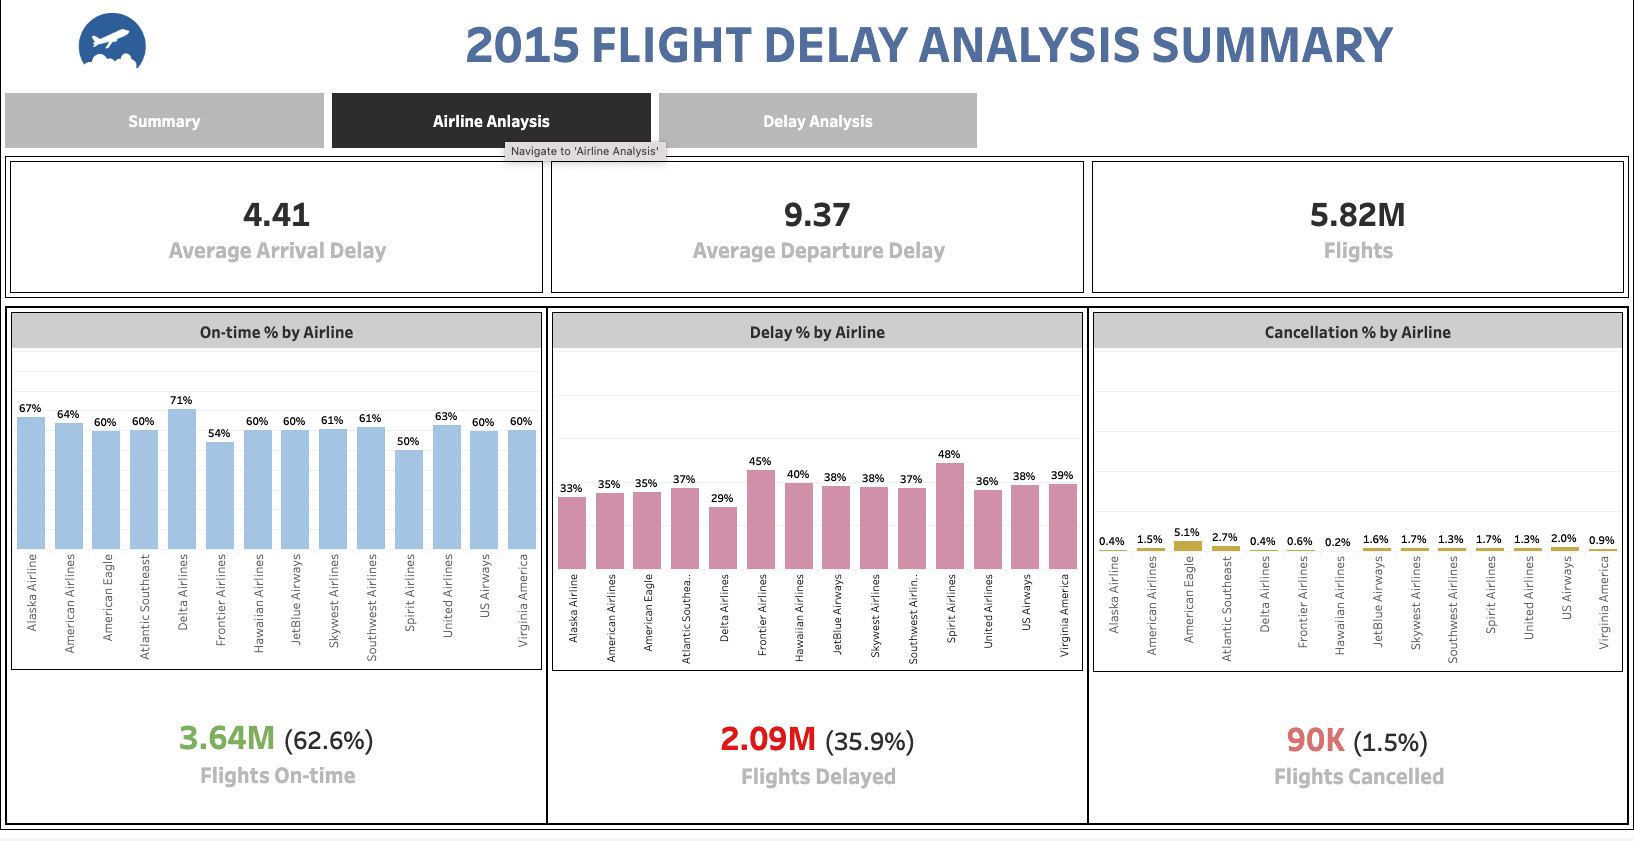 2015 FLIGHT DELAY ANALYSIS SUMMARY
Summary
Airline Anlaysis
Delay Analysis
Navigate to 'Airline Analysis'
4.41
Average Arrival Delay
9.37
Average Departure Delay
5.82M
Flights
On-time % by Airline
67%
64%
60%
60%
71%
54%
60%
60%
61%
61%
50%
63%
60%
60%
Alaska Airline
American Airlines
American Eagle
Atlantic Southeast
Delta Airlines
Frontier Airlines
Hawaiian Airlines
JetBlue Airways
Skywest Airlines
Southwest Airlines
Spirit Airlines
United Airlines
US Airways
Virginia America
3.64M (62.6%)
Flights On-time
Delay % by Airline
33%
35%
35%
37%
29%
45%
40%
38%
38%
37%
48%
36%
38%
39%
Alaska Airline
American Airlines
American Eagle
Atlantic Southea..
Delta Airlines
Frontier Airlines
Hawaiian Airlines
JetBlue Airways
Skywest Airlines
Southwest Airlin..
Spirit Airlines
United Airlines
US Airways
Virginia America
2.09M (35.9%)
Flights Delayed
Cancellation % by Airline
0.4%
1.5%
5.1%
2.7%
0.4%
0.6%
0.2%
1.6%
1.7%
1.3%
1.7%
1.3%
2.0%
0.9%
Alaska Airline
American Airlines
American Eagle
Atlantic Southeast
Delta Airlines
Frontier Airlines
Hawaiian Airlines
JetBlue Airways
Skywest Airlines
Southwest Airlines
Spirit Airlines
United Airlines
US Airways
Virginia America
90K (1.5%)
Flights Cancelled